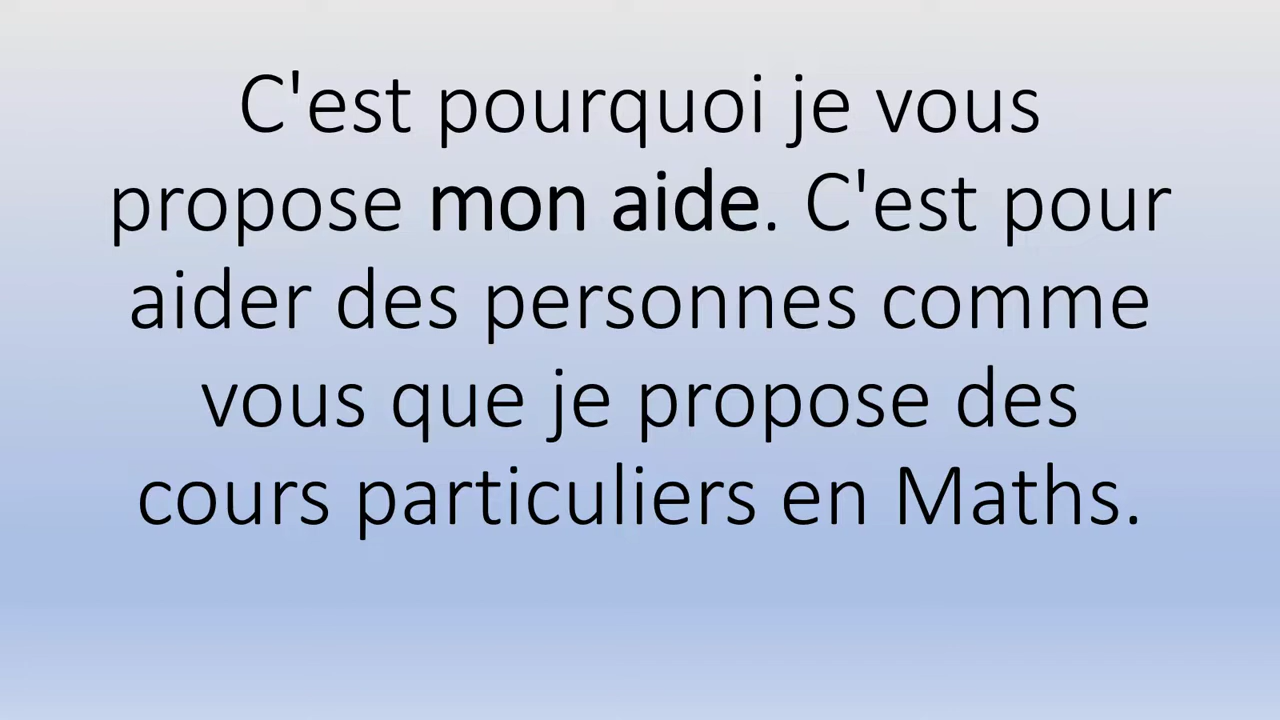 C'est pourquoi je vous
propose mon aide. C'est pour
aider des personnes comme
vous que je propose des
cours particuliers en Maths.